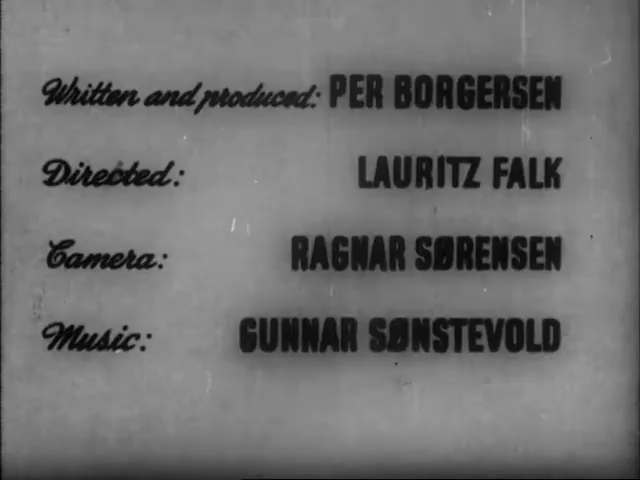 Written and produced: PER BORGERSEN
Directed: LAURITZ FALK
Camera: RAGNAR SØRENSEN
Music: GUNNAR SØNSTEVOLD